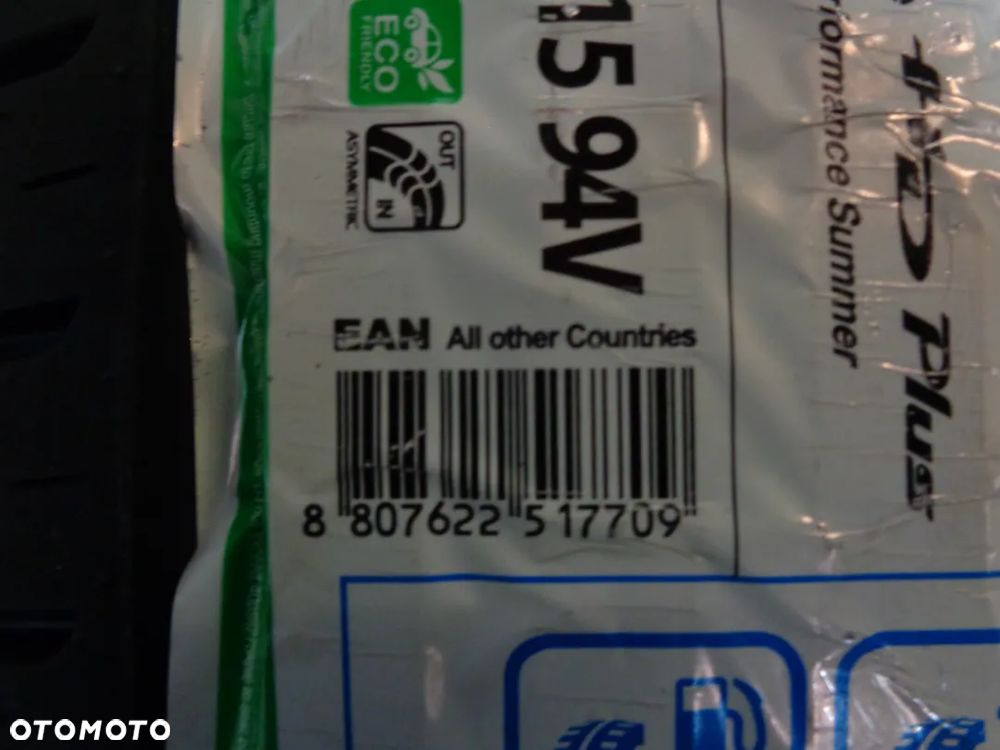 ECO
FRIENDLY
OUT
IN
ASYMMETRIC
15 94V
formance Summer
Plus
EAN All other Countries
8 807622 517709
OTOMOTO